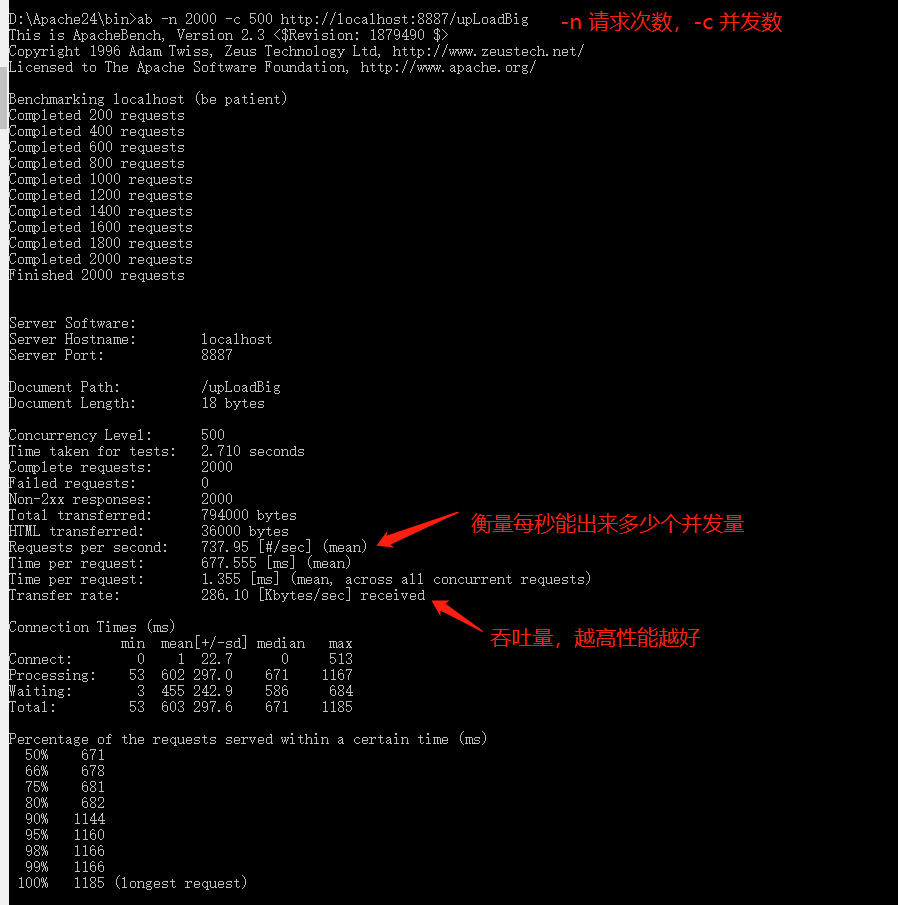 D:\Apache24\bin>ab -n 2000 -c 500 http://localhost:8887/upLoadBig
-n 请求次数，-c 并发数
This is ApacheBench, Version 2.3 <$Revision: 1879490 $>
Copyright 1996 Adam Twiss, Zeus Technology Ltd, http://www.zeustech.net/
Licensed to The Apache Software Foundation, http://www.apache.org/
Benchmarking localhost (be patient)
Completed 200 requests
Completed 400 requests
Completed 600 requests
Completed 800 requests
Completed 1000 requests
Completed 1200 requests
Completed 1400 requests
Completed 1600 requests
Completed 1800 requests
Completed 2000 requests
Finished 2000 requests
Server Software:
Server Hostname: localhost
Server Port: 8887
Document Path: /upLoadBig
Document Length: 18 bytes
Concurrency Level: 500
Time taken for tests: 2.710 seconds
Complete requests: 2000
Failed requests: 0
Non-2xx responses: 2000
Total transferred: 794000 bytes
HTML transferred: 36000 bytes
衡量每秒能出来多少个并发量
Requests per second: 737.95 [#/sec] (mean)
Time per request: 677.555 [ms] (mean)
Time per request: 1.355 [ms] (mean, across all concurrent requests)
Transfer rate: 286.10 [Kbytes/sec] received
吞吐量，越高性能越好
Connection Times (ms)
min mean[+/-sd] median max
Connect: 0 1 22.7 0 513
Processing: 53 602 297.0 671 1167
Waiting: 3 455 242.9 586 684
Total: 53 603 297.6 671 1185
Percentage of the requests served within a certain time (ms)
50% 671
66% 678
75% 681
80% 682
90% 1144
95% 1160
98% 1166
99% 1166
100% 1185 (longest request)